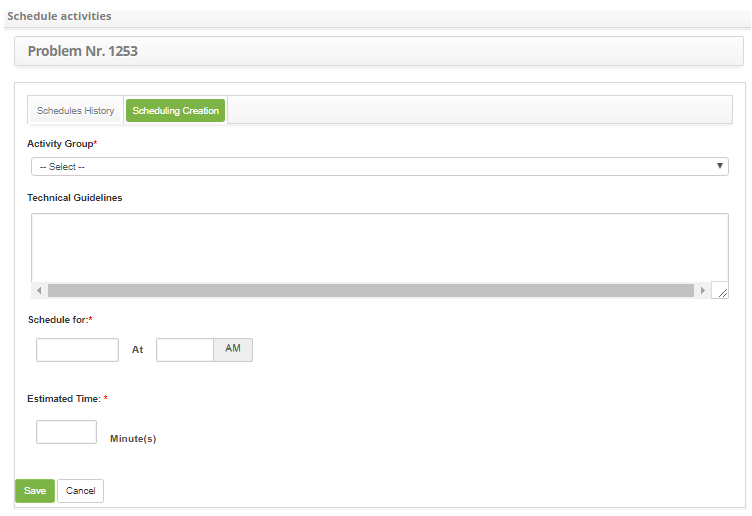 Schedule activities
Problem Nr. 1253
Schedules History Scheduling Creation
Activity Group*
-- Select --
Technical Guidelines
Schedule for:*
At AM
Estimated Time: *
Minute(s)
Save Cancel